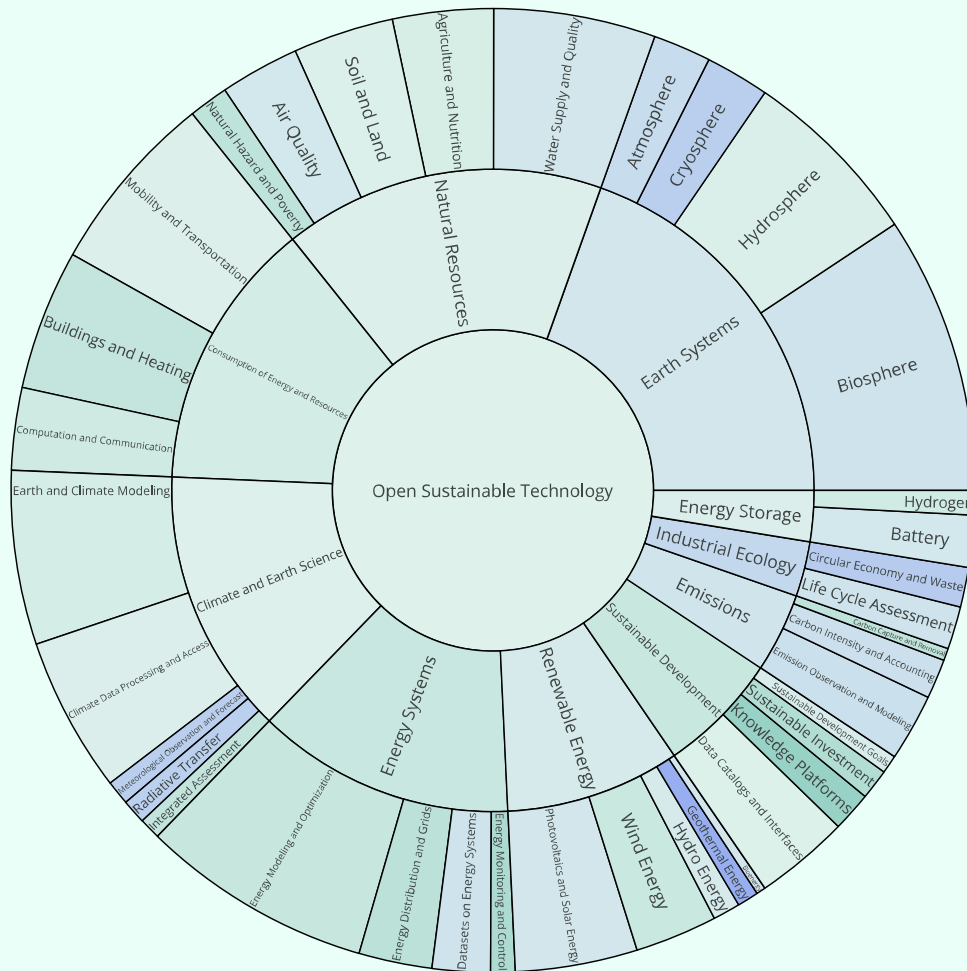 Open Sustainable Technology
Natural Resources
Agriculture and Nutrition
Soil and Land
Air Quality
Natural Hazard and Poverty
Water Supply and Quality
Earth Systems
Atmosphere
Cryosphere
Hydrosphere
Biosphere
Energy Storage
Hydrogen
Battery
Industrial Ecology
Circular Economy and Waste
Life Cycle Assessment
Emissions
Carbon Capture and Removal
Carbon Intensity and Accounting
Emission Obseration and Modeling
Sustainable Development
Sustainable Development Goals
Sustainable Investment
Knowledge Platforms
Data Catalogs and Interfaces
Renewable Energy
Bioenergy
Geothermal Energy
Hydro Energy
Wind Energy
Photovoltaics and Solar Energy
Energy Systems
Energy Monitoring and Control
Datasets on Energy Systems
Energy Distribution and Grids
Energy Modeling and Optimization
Climate and Earth Science
Integrated Assessment
Radiative Transfer
Meteorological Observation and Forecast
Climate Data Processing and Access
Earth and Climate Modeling
Consumption of Energy and Resources
Computation and Communication
Buildings and Heating
Mobility and Transportation